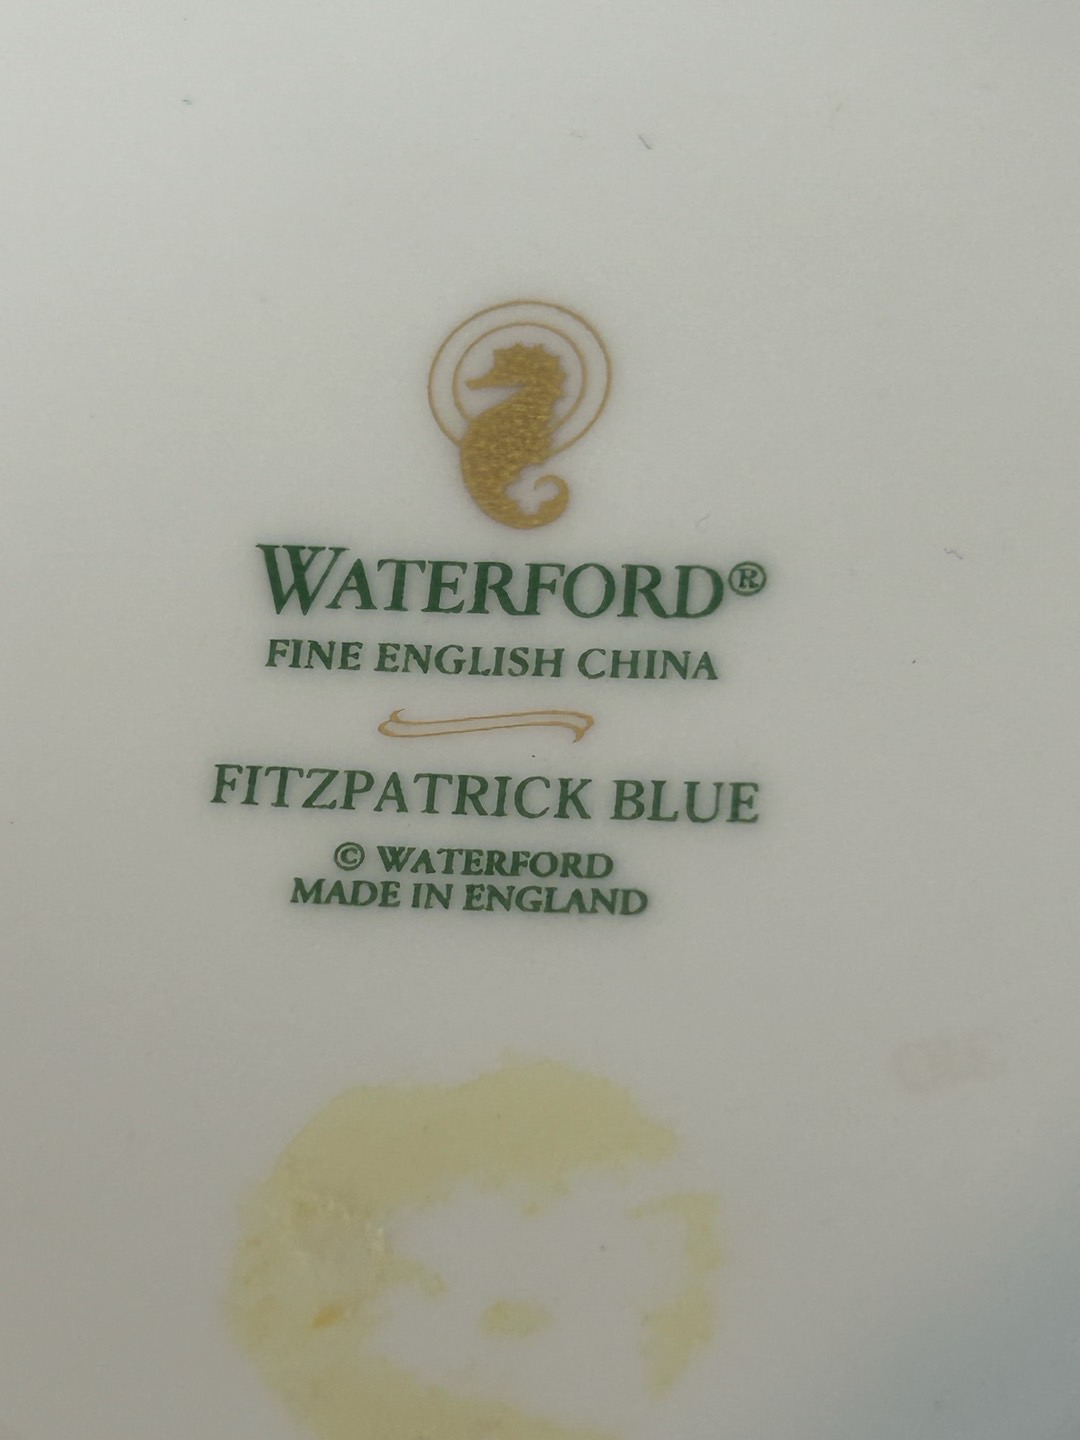 WATERFORD®
FINE ENGLISH CHINA
FITZPATRICK BLUE
© WATERFORD
MADE IN ENGLAND